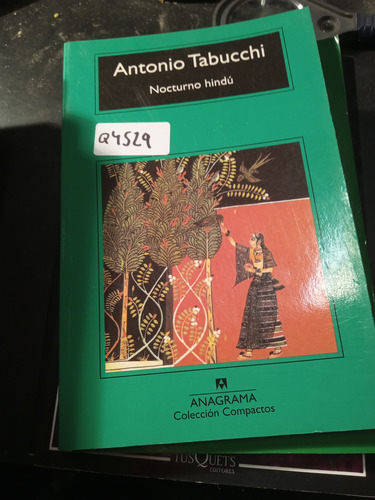 Antonio Tabucchi
Nocturno hindú
Q4529
ANAGRAMA
Colección Compactos
TUSQUETS
EDITORES